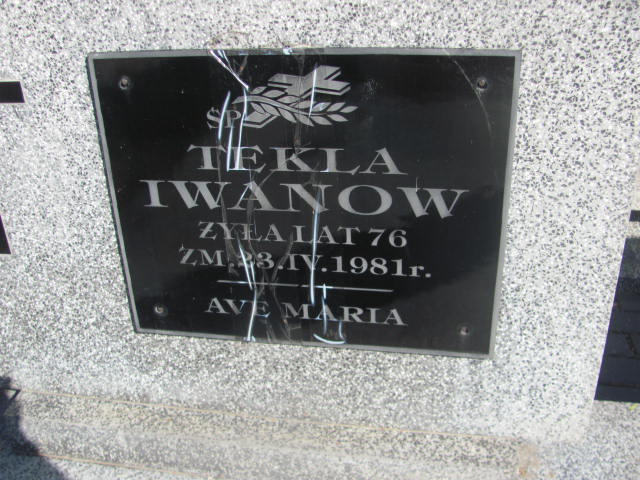 ŚP
TEKLA
IWANOW
ŻYŁA LAT 76
ZM. 23.IV.1981r.
AVE MARIA